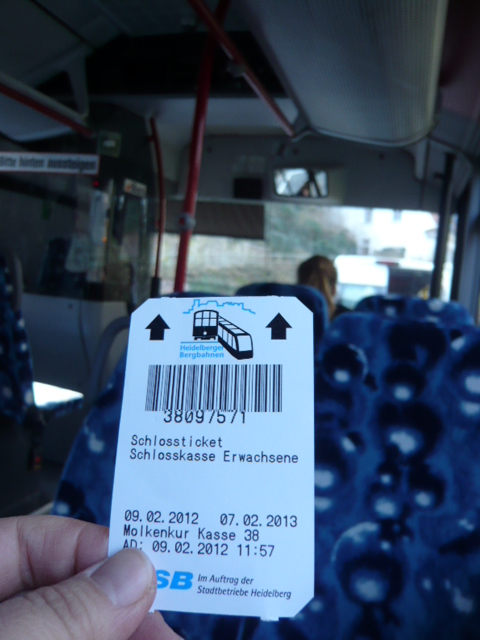 Bitte hinten aussteigen
Heidelberger
Bergbahnen
38097571
Schlossticket
Schlosskasse Erwachsene
09.02.2012 07.02.2013
Molkenkur Kasse 38
AD: 09.02.2012 11:57
SB Im Auftrag der
Stadtbetriebe Heidelberg